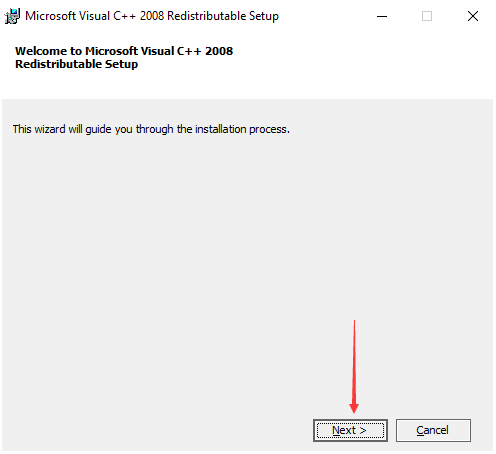 Microsoft Visual C++ 2008 Redistributable Setup
Welcome to Microsoft Visual C++ 2008
Redistributable Setup
This wizard will guide you through the installation process.
Next >
Cancel